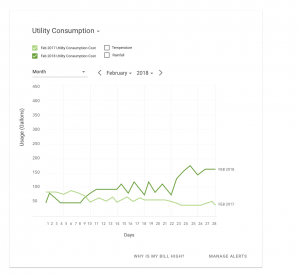 Utility Consumption
Feb 2017 Utility Consumption Cost
Temperature
Feb 2018 Utility Consumption Cost
Rainfall
Month
February
2018
450
400
350
300
250
200
150
100
50
Usage (Gallons)
FEB 2018
FEB 2017
1 2 3 4 5 6 7 8 9 10 11 12 13 14 15 16 17 18 19 20 21 22 23 24 25 26 27 28
Days
WHY IS MY BILL HIGH?
MANAGE ALERTS